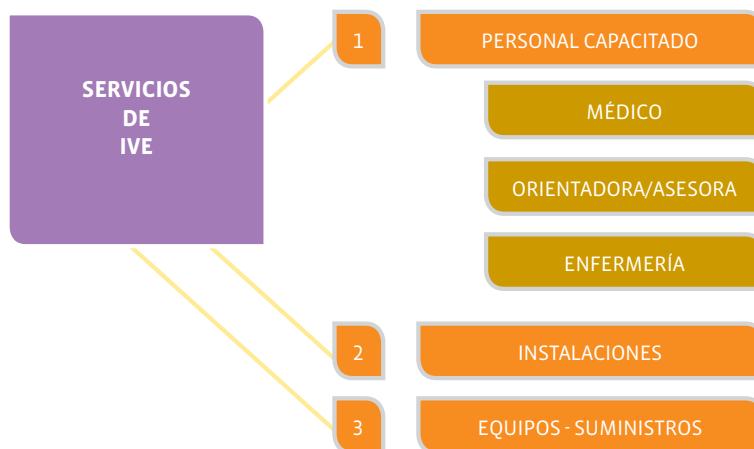 SERVICIOS
DE
IVE
1
PERSONAL CAPACITADO
MÉDICO
ORIENTADORA/ASESORA
ENFERMERÍA
2
INSTALACIONES
3
EQUIPOS - SUMINISTROS